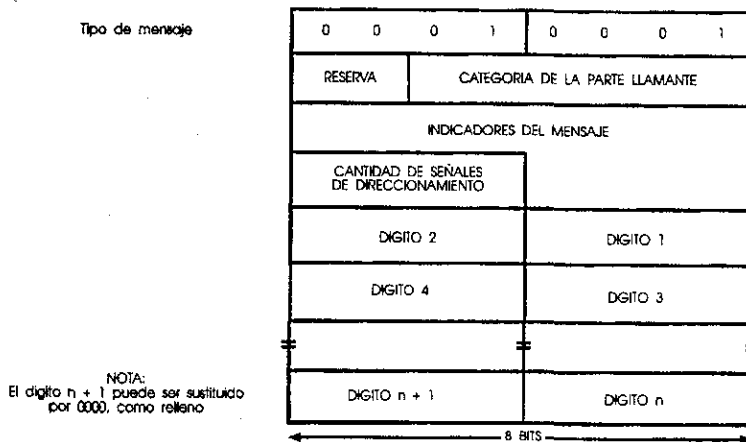 Tipo de mensaje
0 0 0 1 0 0 0 1
RESERVA
CATEGORIA DE LA PARTE LLAMANTE
INDICADORES DEL MENSAJE
CANTIDAD DE SEÑALES
DE DIRECCIONAMIENTO
DIGITO 2
DIGITO 1
DIGITO 4
DGITO 3
NOTA:
El digito n + 1 puede ser sustituido
por 0000, como relleno
DIGITO n + 1
DIGITO n
8 BITS